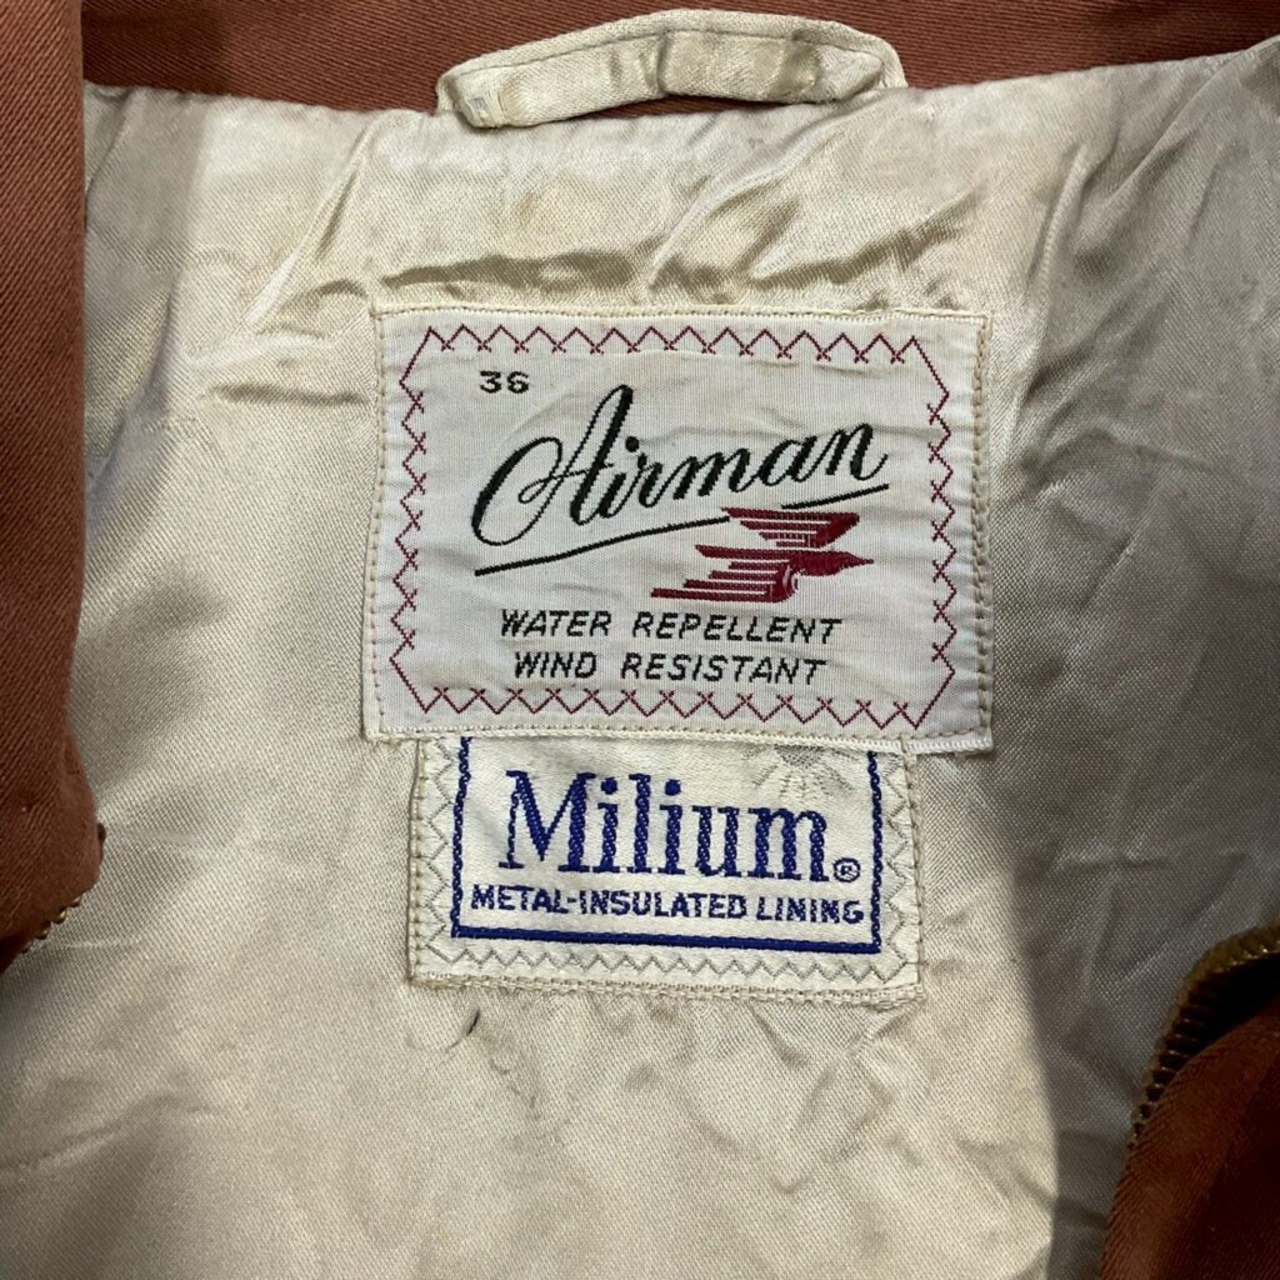 36
Airman
WATER REPELLENT
WIND RESISTANT
Milium®
METAL-INSULATED LINING